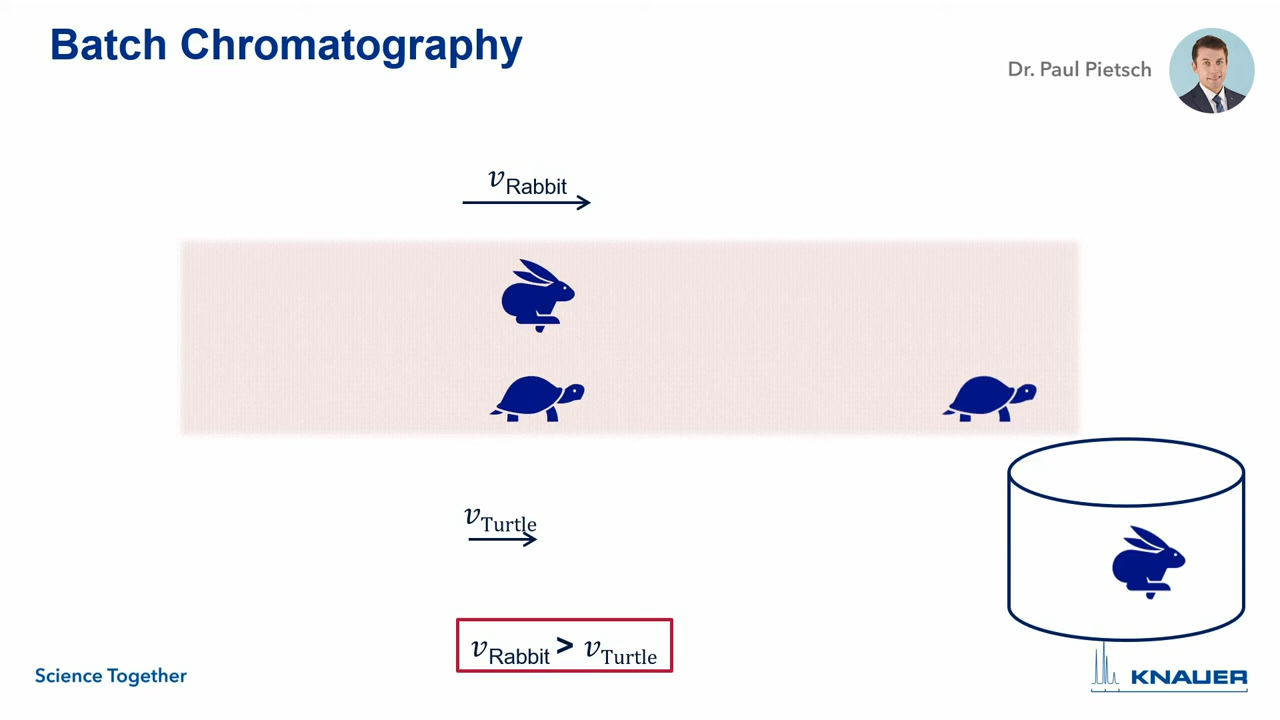 Batch Chromatography
Dr. Paul Pietsch
vRabbit
vTurtle
vRabbit > vTurtle
Science Together
KNAUER